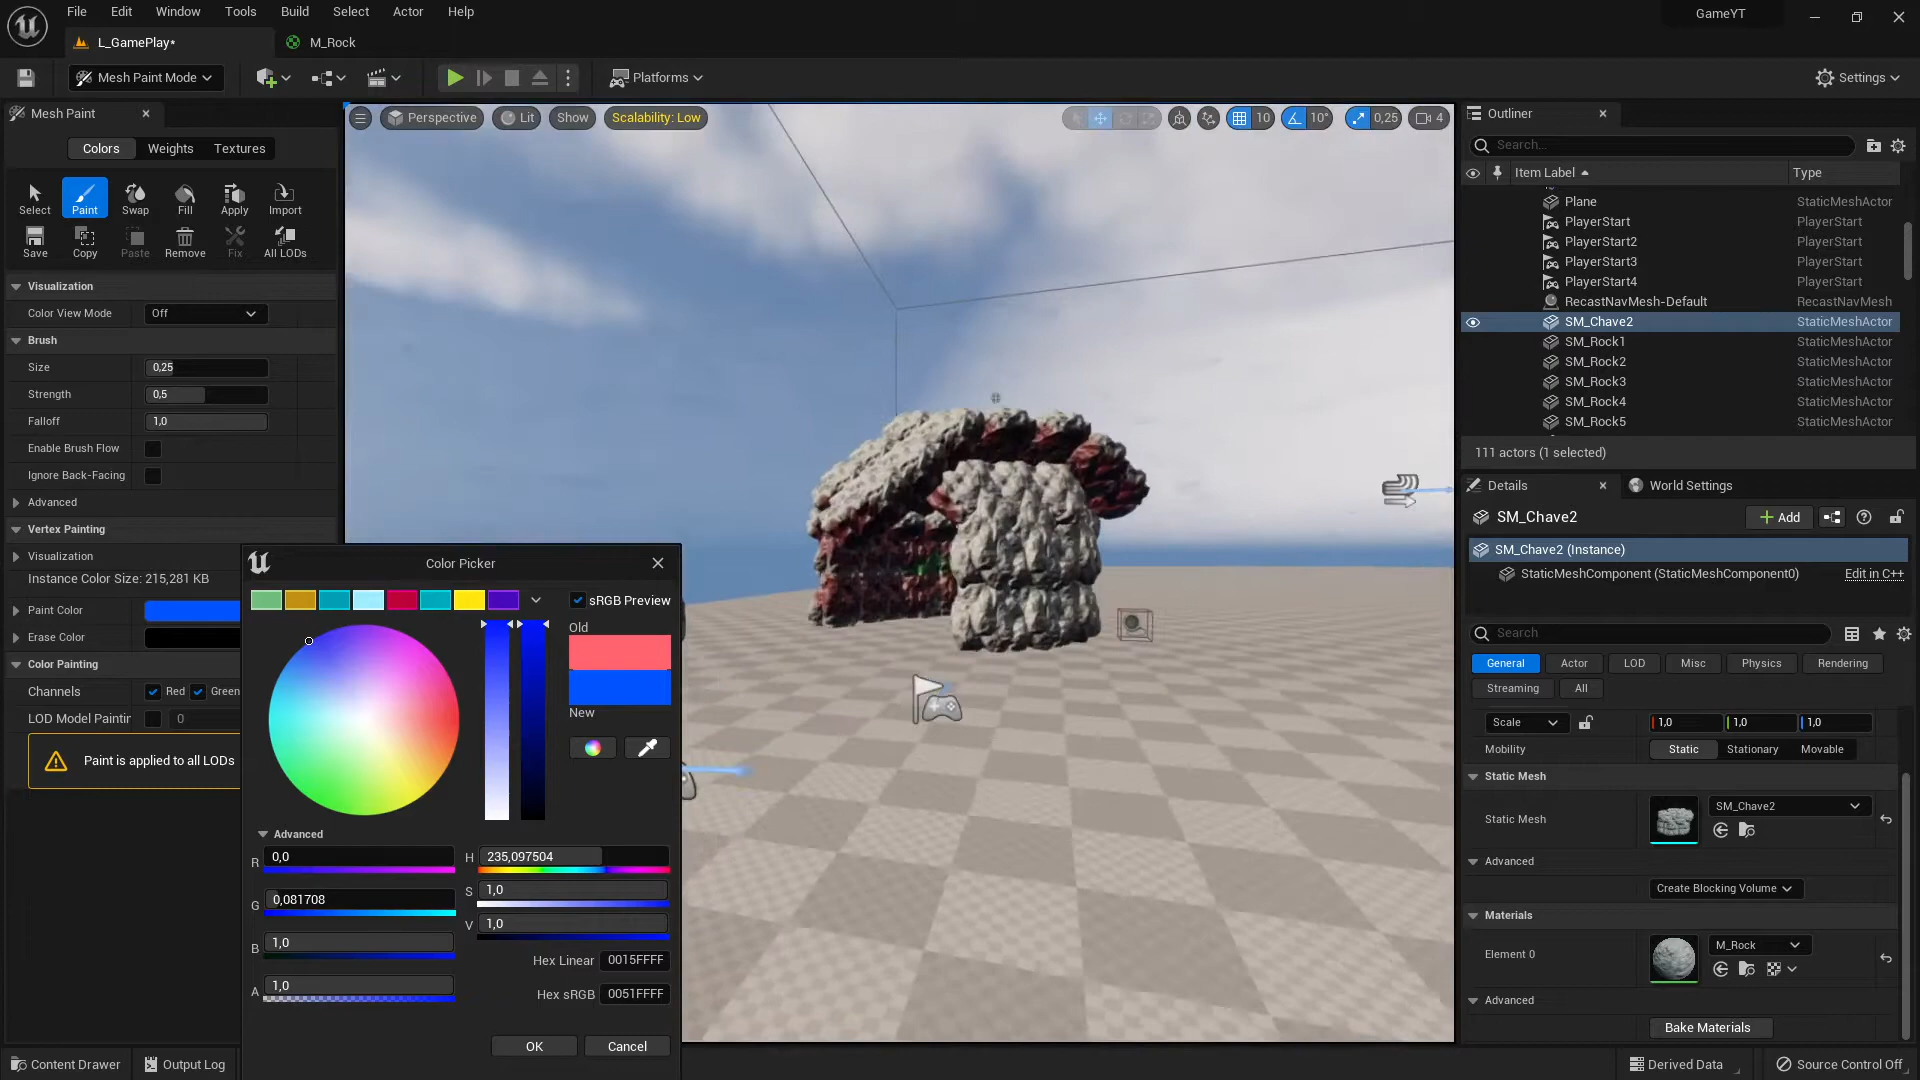 File Edit Window Tools Build Select Actor Help
GameYT
L_GamePlay*
M_Rock
Mesh Paint Mode
Platforms
Settings
Mesh Paint
Colors Weights Textures
Select Paint Swap Fill Apply Import
Save Copy Paste Remove Fix All LODs
Visualization
Color View Mode Off
Brush
Size 0,25
Strength 0,5
Falloff 1,0
Enable Brush Flow
Ignore Back-Facing
Advanced
Vertex Painting
Visualization
Instance Color Size: 215,281 KB
Paint Color
Erase Color
Color Painting
Channels Red Green
LOD Model Paintir 0
Paint is applied to all LODs
Perspective Lit Show Scalability: Low
10 10° 0,25 4
Color Picker
sRGB Preview
Old
New
Advanced
R 0,0
G 0,081708
B 1,0
A 1,0
H 235,097504
S 1,0
V 1,0
Hex Linear 0015FFFF
Hex sRGB 0051FFFF
OK Cancel
Outliner
Search...
Item Label Type
Plane StaticMeshActor
PlayerStart PlayerStart
PlayerStart2 PlayerStart
PlayerStart3 PlayerStart
PlayerStart4 PlayerStart
RecastNavMesh-Default RecastNavMesh
SM_Chave2 StaticMeshActor
SM_Rock1 StaticMeshActor
SM_Rock2 StaticMeshActor
SM_Rock3 StaticMeshActor
SM_Rock4 StaticMeshActor
SM_Rock5 StaticMeshActor
111 actors (1 selected)
Details
World Settings
SM_Chave2
Add
SM_Chave2 (Instance)
StaticMeshComponent (StaticMeshComponent0) Edit in C++
Search
General Actor LOD Misc Physics Rendering
Streaming All
Scale 1,0 1,0 1,0
Mobility Static Stationary Movable
Static Mesh
Static Mesh SM_Chave2
Advanced
Create Blocking Volume
Materials
Element 0 M_Rock
Advanced
Bake Materials
Content Drawer Output Log
Derived Data Source Control Off